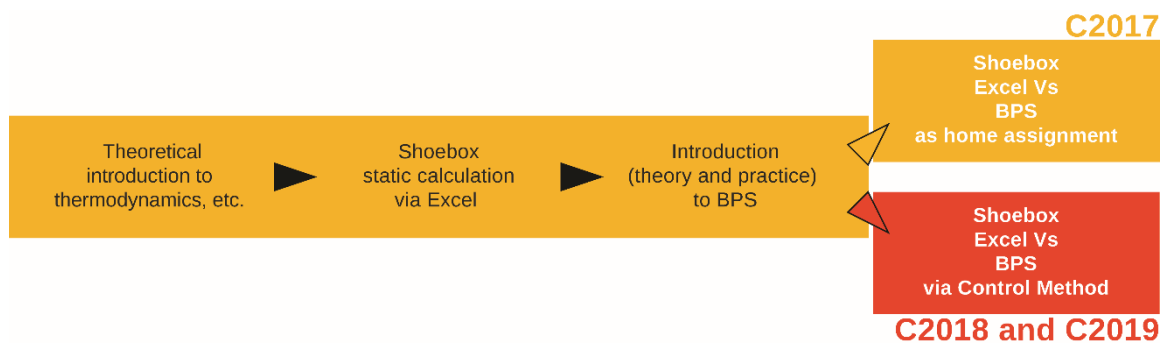 Theoretical
introduction to
thermodynamics, etc.
Shoebox
static calculation
via Excel
Introduction
(theory and practice)
to BPS
C2017
Shoebox
Excel Vs
BPS
as home assignment
Shoebox
Excel Vs
BPS
via Control Method
C2018 and C2019